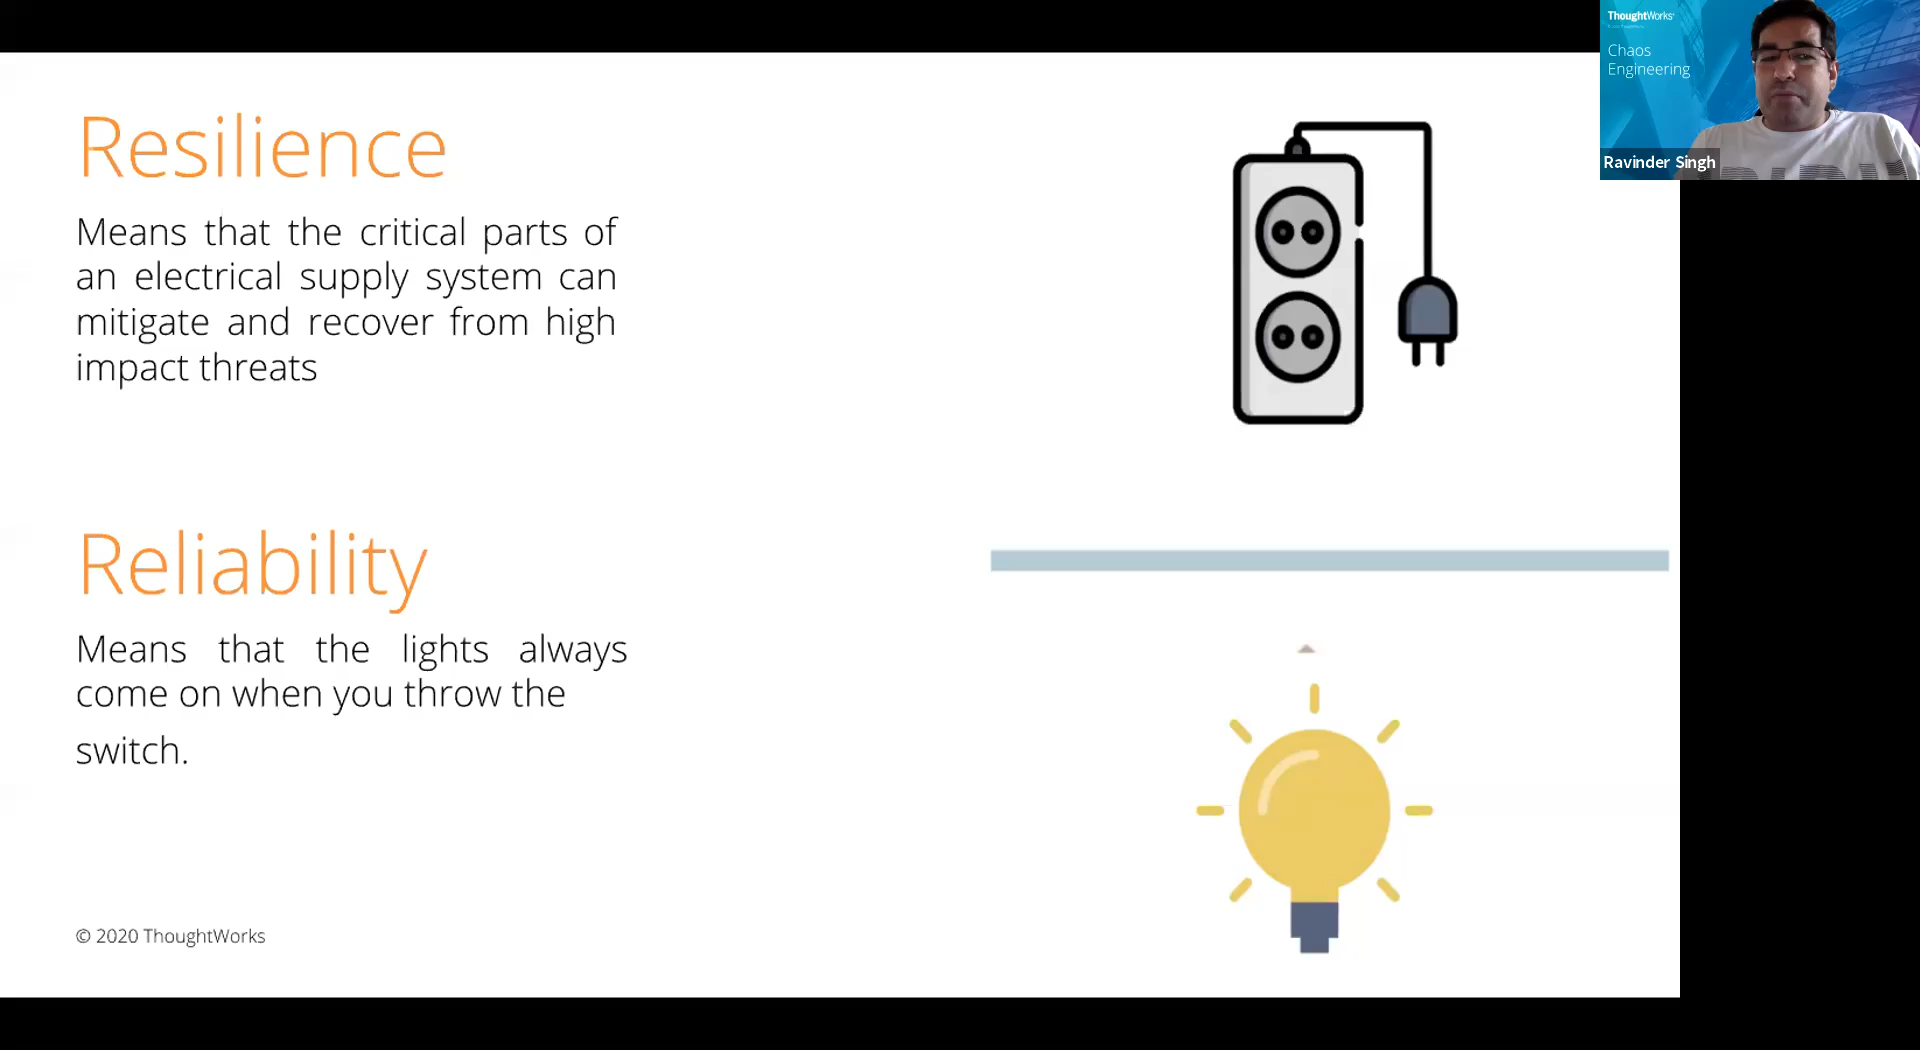 Resilience
Means that the critical parts of
an electrical supply system can
mitigate and recover from high
impact threats
Reliability
Means that the lights always
come on when you throw the
switch.
© 2020 ThoughtWorks
ThoughtWorks
Chaos
Engineering
Ravinder Singh